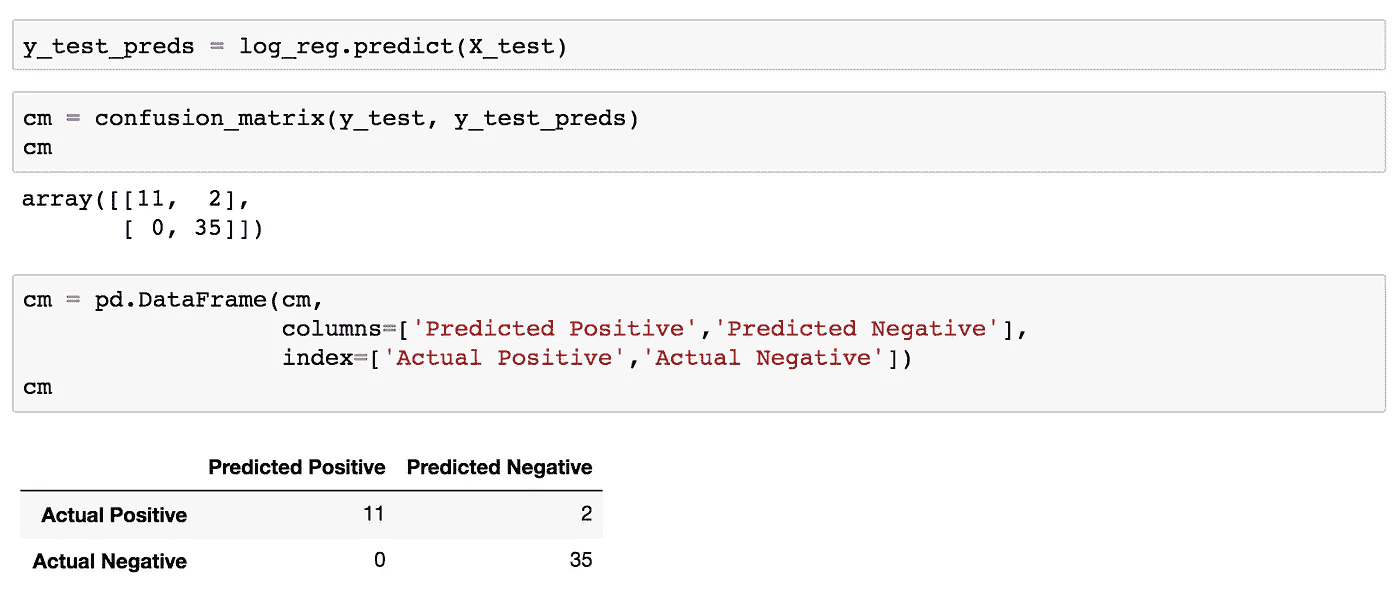 y_test_preds = log_reg.predict(X_test)
cm = confusion_matrix(y_test, y_test_preds)
cm
array([[11,  2],
       [ 0, 35]])
cm = pd.DataFrame(cm,
                  columns=['Predicted Positive','Predicted Negative'],
                  index=['Actual Positive','Actual Negative'])
cm
Predicted Positive Predicted Negative
Actual Positive 11 2
Actual Negative 0 35